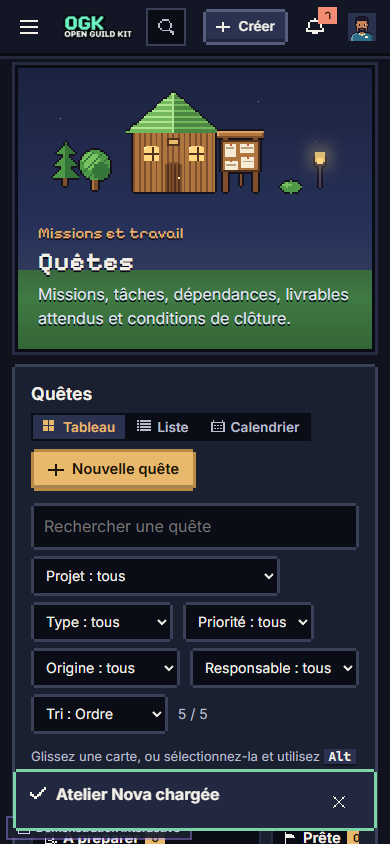 OGK
OPEN GUILD KIT
Créer
Missions et travail
Quêtes
Missions, tâches, dépendances, livrables
attendus et conditions de clôture.
Quêtes
Tableau Liste Calendrier
Nouvelle quête
Rechercher une quête
Projet : tous
Type : tous Priorité : tous
Origine : tous Responsable : tous
Tri : Ordre 5 / 5
Glissez une carte, ou sélectionnez-la et utilisez Alt
Atelier Nova chargée
À préparer Prête